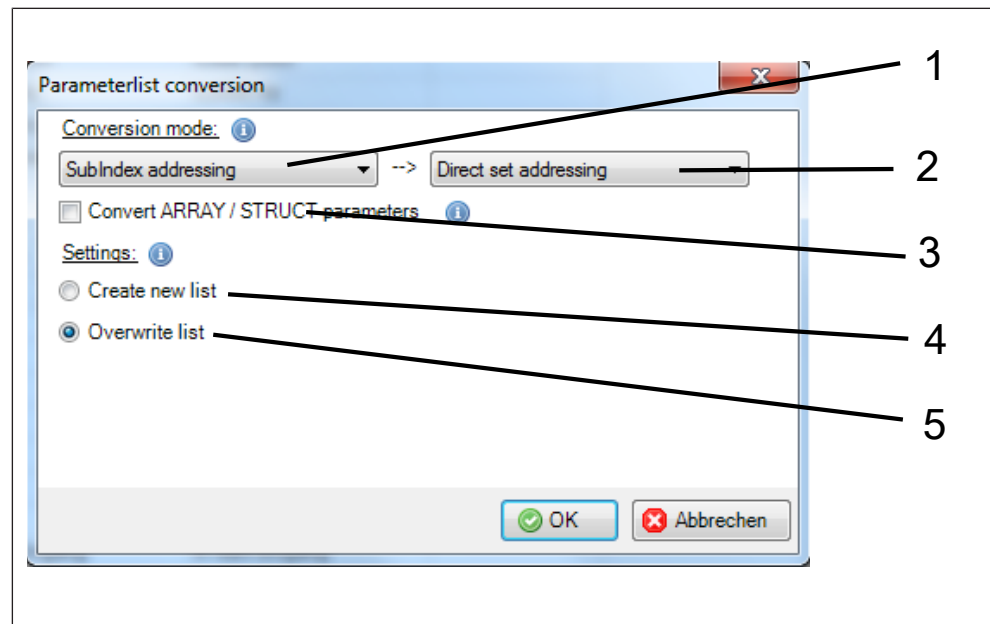 Parameterlist conversion
1
Conversion mode:
SubIndex addressing --> Direct set addressing
2
Convert ARRAY / STRUCT parameters
3
Settings:
Create new list
4
Overwrite list
5
OK Abbrechen